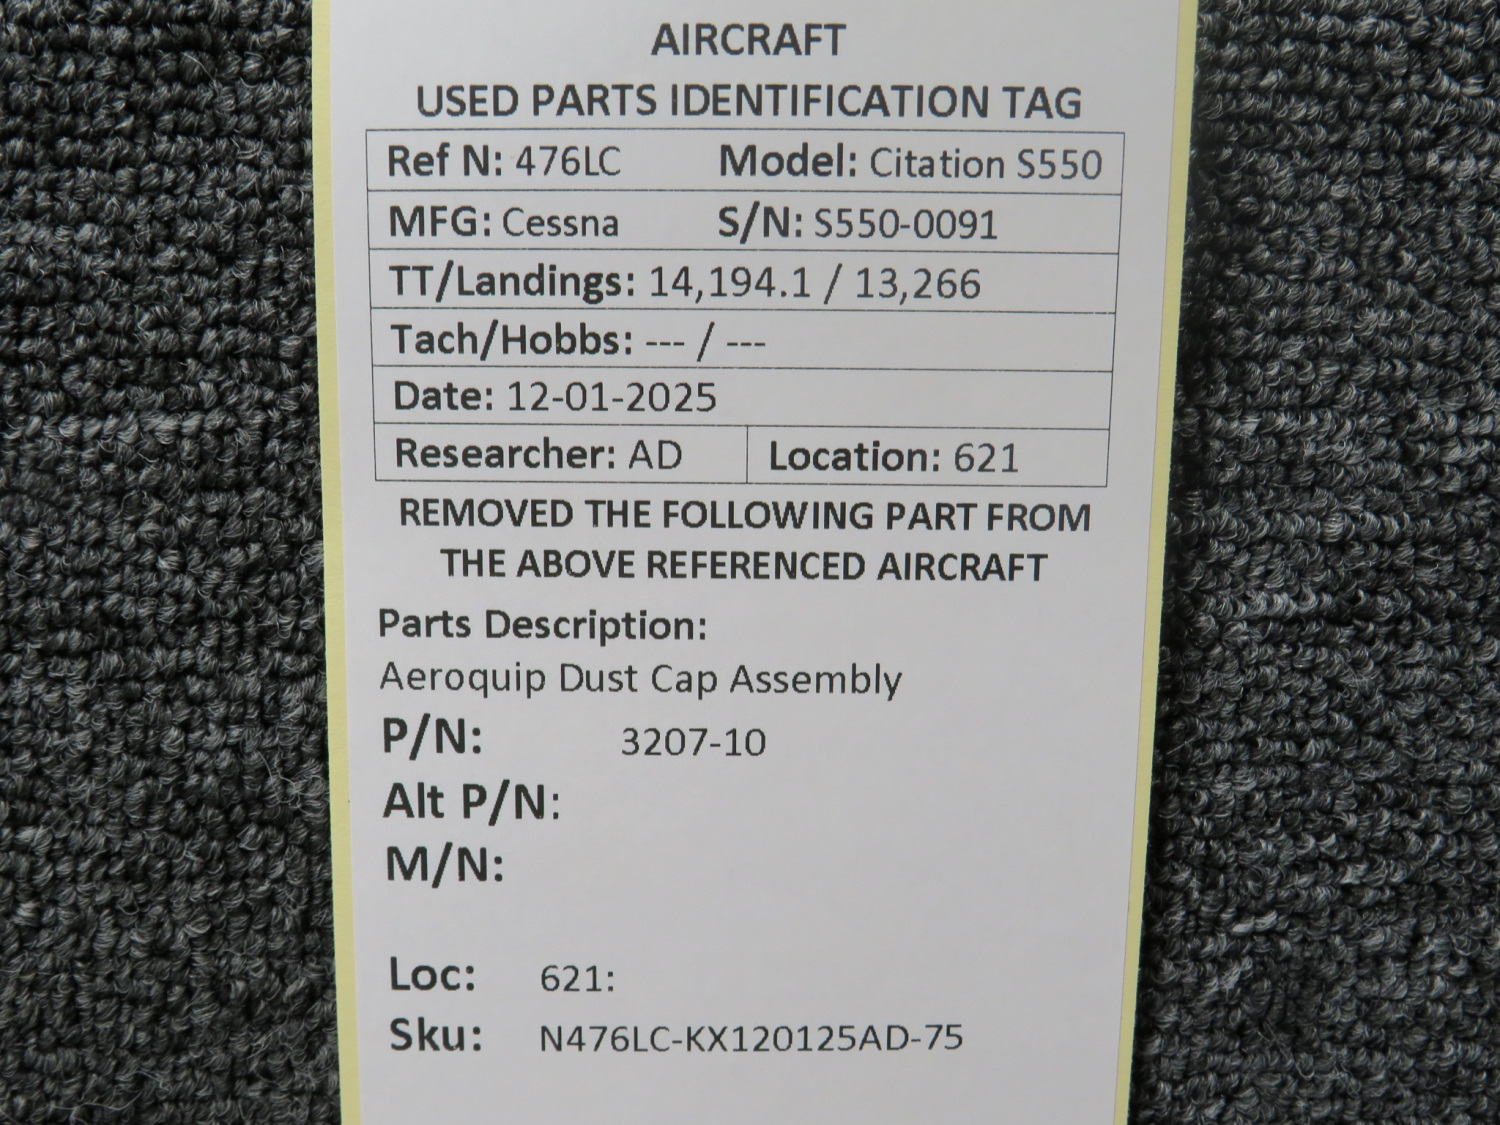 AIRCRAFT
USED PARTS IDENTIFICATION TAG
Ref N: 476LC Model: Citation S550
MFG: Cessna S/N: S550-0091
TT/Landings: 14,194.1 / 13,266
Tach/Hobbs: --- / ---
Date: 12-01-2025
Researcher: AD Location: 621
REMOVED THE FOLLOWING PART FROM
THE ABOVE REFERENCED AIRCRAFT
Parts Description:
Aeroquip Dust Cap Assembly
P/N: 3207-10
Alt P/N:
M/N:
Loc: 621:
Sku: N476LC-KX120125AD-75